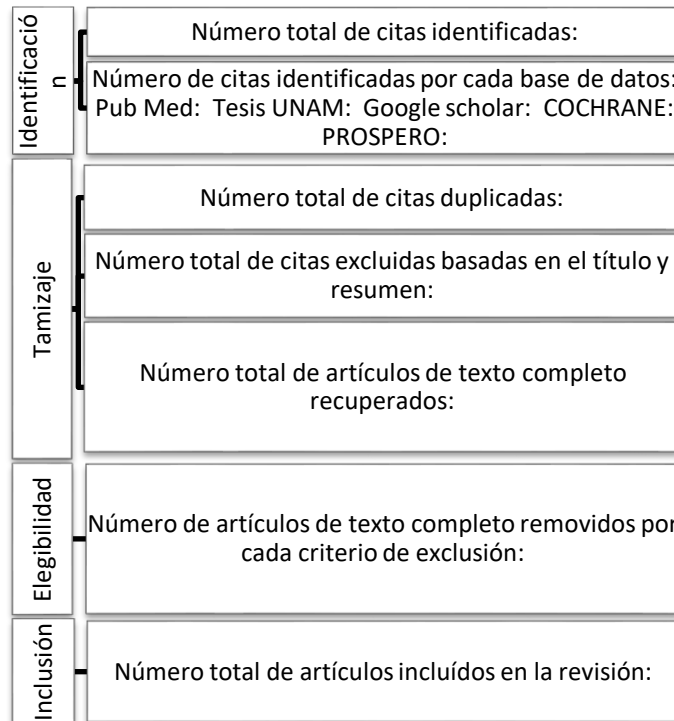 Identificació
n
Número total de citas identificadas:
Número de citas identificadas por cada base de datos:
Pub Med: Tesis UNAM: Google scholar: COCHRANE:
PROSPERO:
Tamizaje
Número total de citas duplicadas:
Número total de citas excluidas basadas en el título y
resumen:
Número total de artículos de texto completo
recuperados:
Elegibilidad
Número de artículos de texto completo removidos por
cada criterio de exclusión:
Inclusión
Número total de artículos incluídos en la revisión: